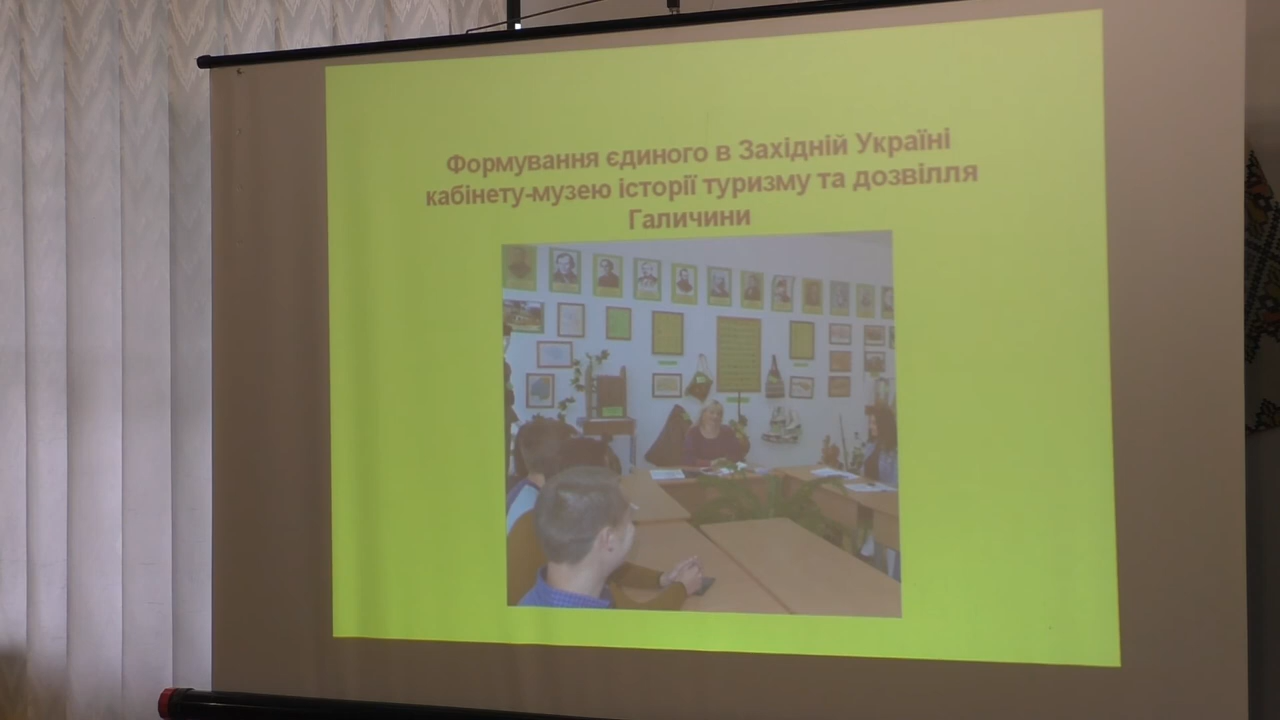 Формування єдиного в Західній Україні
кабінету-музею історії туризму та дозвілля
Галичини